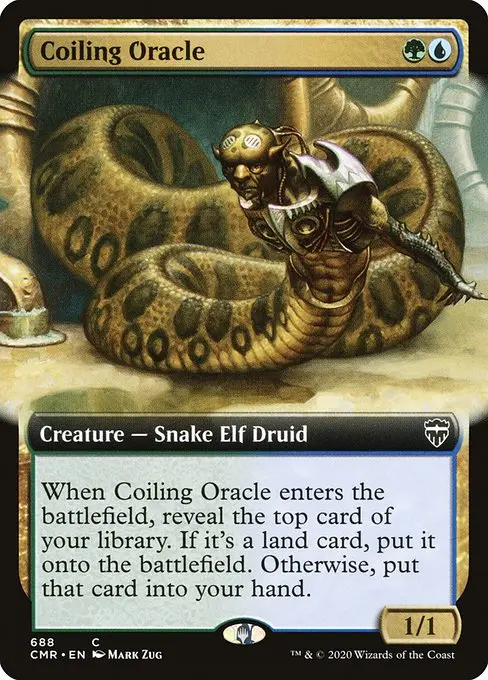 Coiling Oracle
Creature — Snake Elf Druid
When Coiling Oracle enters the
battlefield, reveal the top card of
your library. If it's a land card, put it
onto the battlefield. Otherwise, put
that card into your hand.
1/1
688 C
CMR • EN Mark Zug
™ & © 2020 Wizards of the Coast